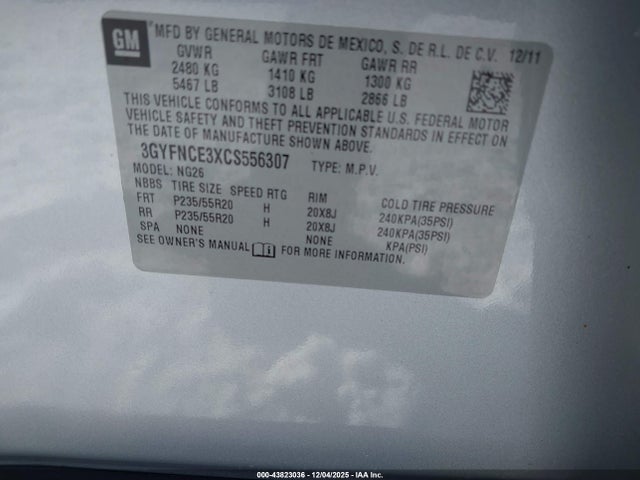 GM
MFD BY GENERAL MOTORS DE MEXICO, S. DE R.L. DE C.V. 12/11
GVWR GAWR FRT GAWR RR
2480 KG 1410 KG 1300 KG
5467 LB 3108 LB 2866 LB
THIS VEHICLE CONFORMS TO ALL APPLICABLE U.S. FEDERAL MOTOR
VEHICLE SAFETY AND THEFT PREVENTION STANDARDS IN EFFECT ON
THE DATE OF MANUFACTURE SHOWN ABOVE.
3GYFNCE3XCS556307 TYPE: M.P.V.
MODEL: NG26
NBBS TIRE SIZE SPEED RTG RIM COLD TIRE PRESSURE
FRT P235/55R20 H 20X8J 240KPA(35PSI)
RR P235/55R20 H 20X8J 240KPA(35PSI)
SPA NONE NONE KPA(PSI)
SEE OWNER'S MANUAL FOR MORE INFORMATION.
00-43823036 - 12/04/2025 - IAA Inc.